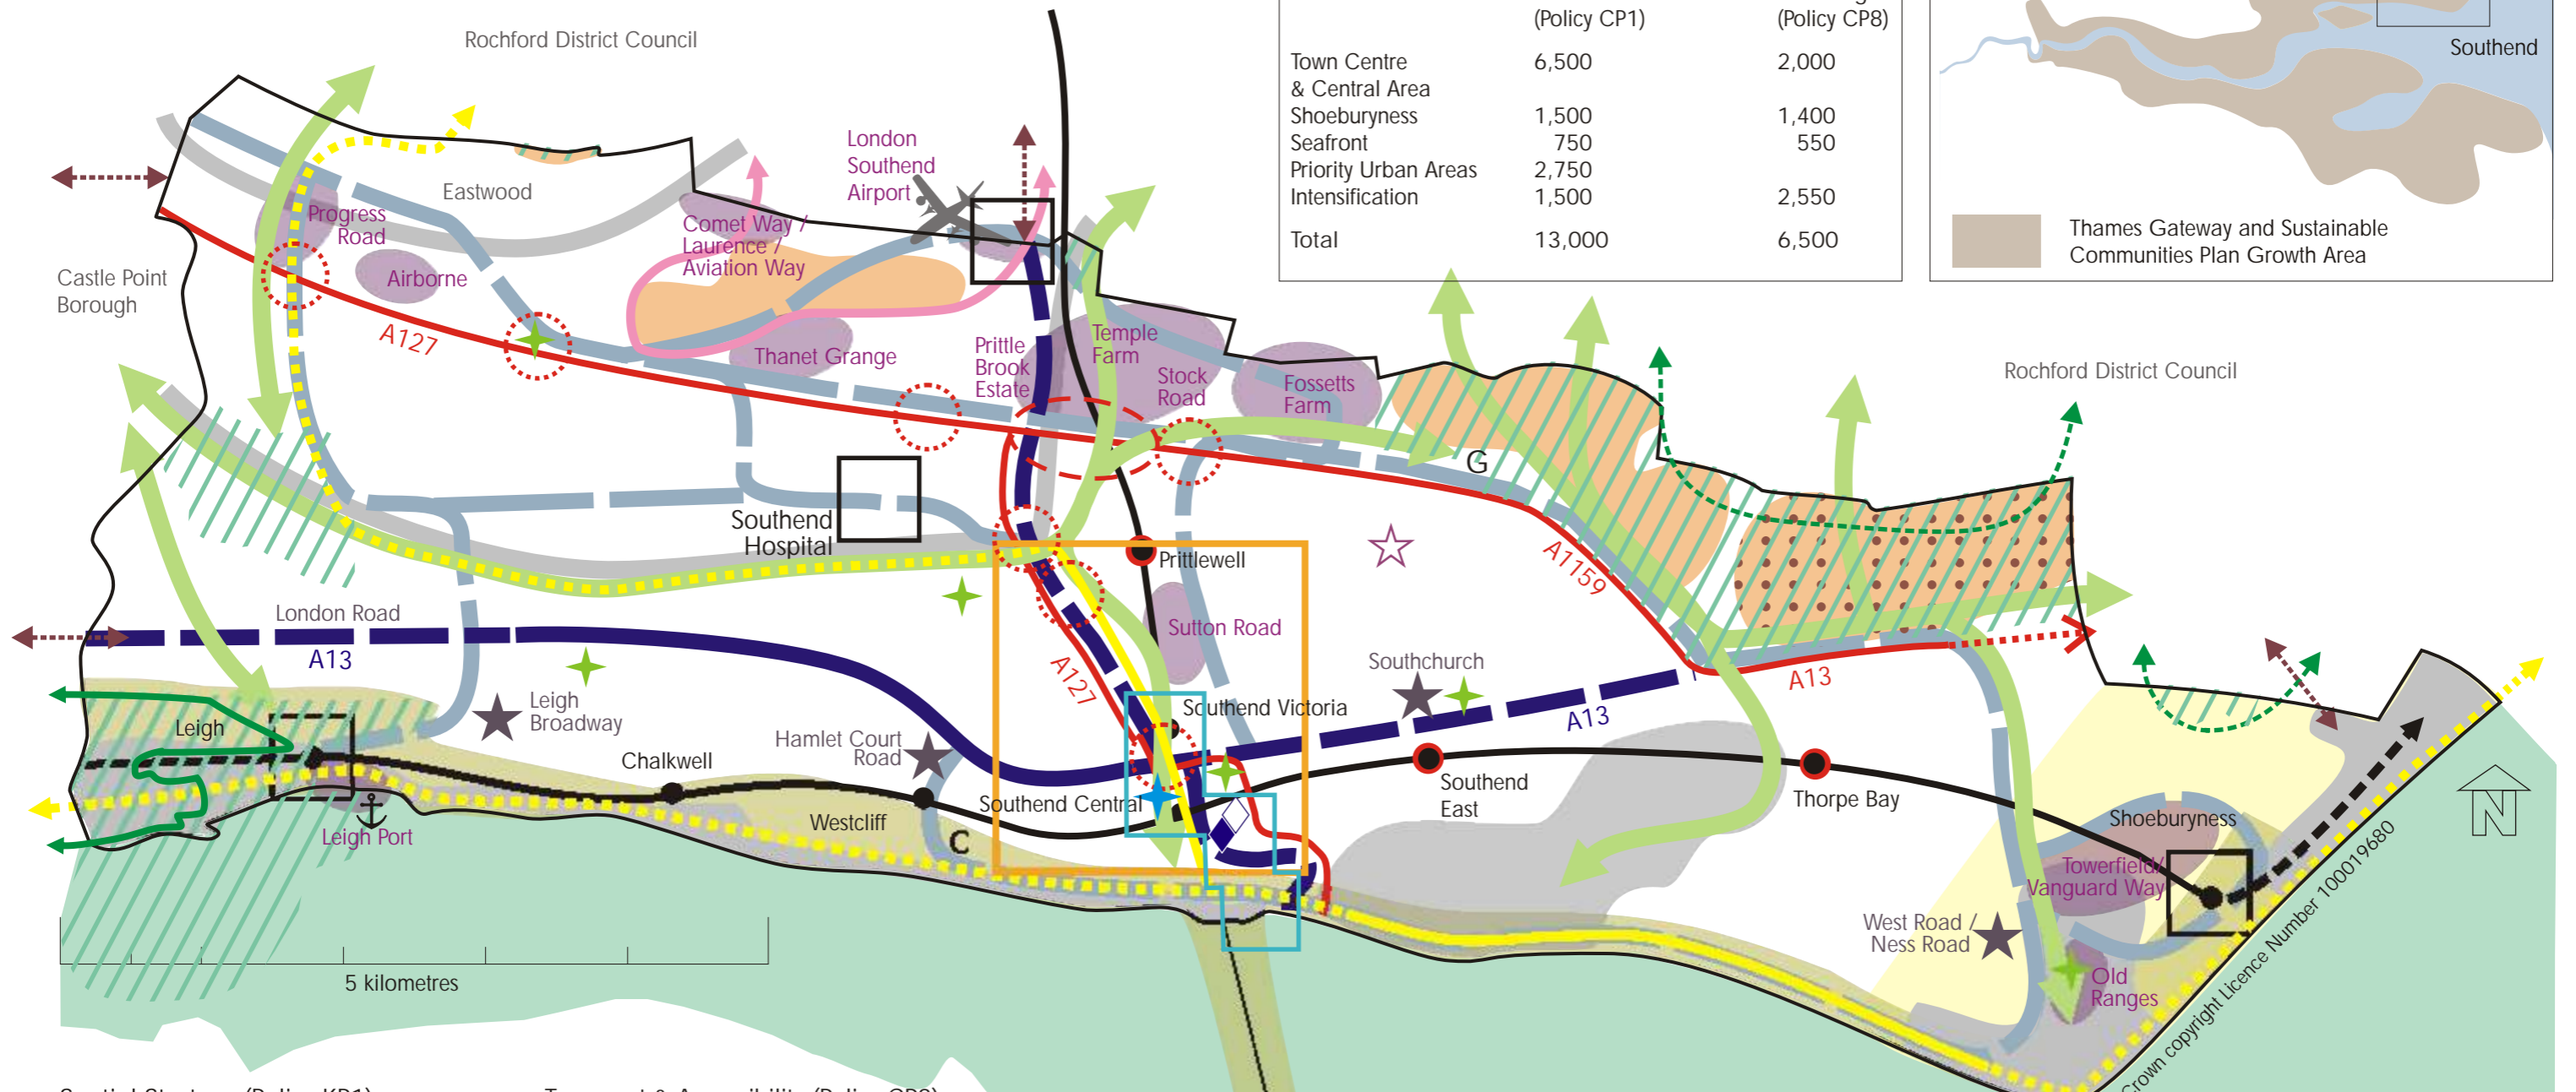 Rochford District Council
(Policy CP1)
(Policy CP8)
Town Centre 6,500 2,000
& Central Area
Shoeburyness 1,500 1,400
Seafront 750 550
Priority Urban Areas 2,750
Intensification 1,500 2,550
Total 13,000 6,500
Southend
Thames Gateway and Sustainable
Communities Plan Growth Area
London
Southend
Airport
Eastwood
Progress
Road
Comet Way /
Laurence /
Aviation Way
Castle Point
Borough
Airborne
A127
Thanet Grange
Prittle
Brook
Estate
Temple
Farm
Stock
Road
Fossetts
Farm
Rochford District Council
G
Southend
Hospital
Prittlewell
A1159
London Road
A13
Sutton Road
A127
Southchurch
A13
A13
Leigh
Leigh
Broadway
Southend Victoria
Hamlet Court
Road
Chalkwell
Southend Central
Southend
East
Thorpe Bay
Westcliff
C
Leigh Port
Shoeburyness
Towerfield/
Vanguard Way
West Road /
Ness Road
Old
Ranges
N
5 kilometres
Crown copyright Licence Number 100019680